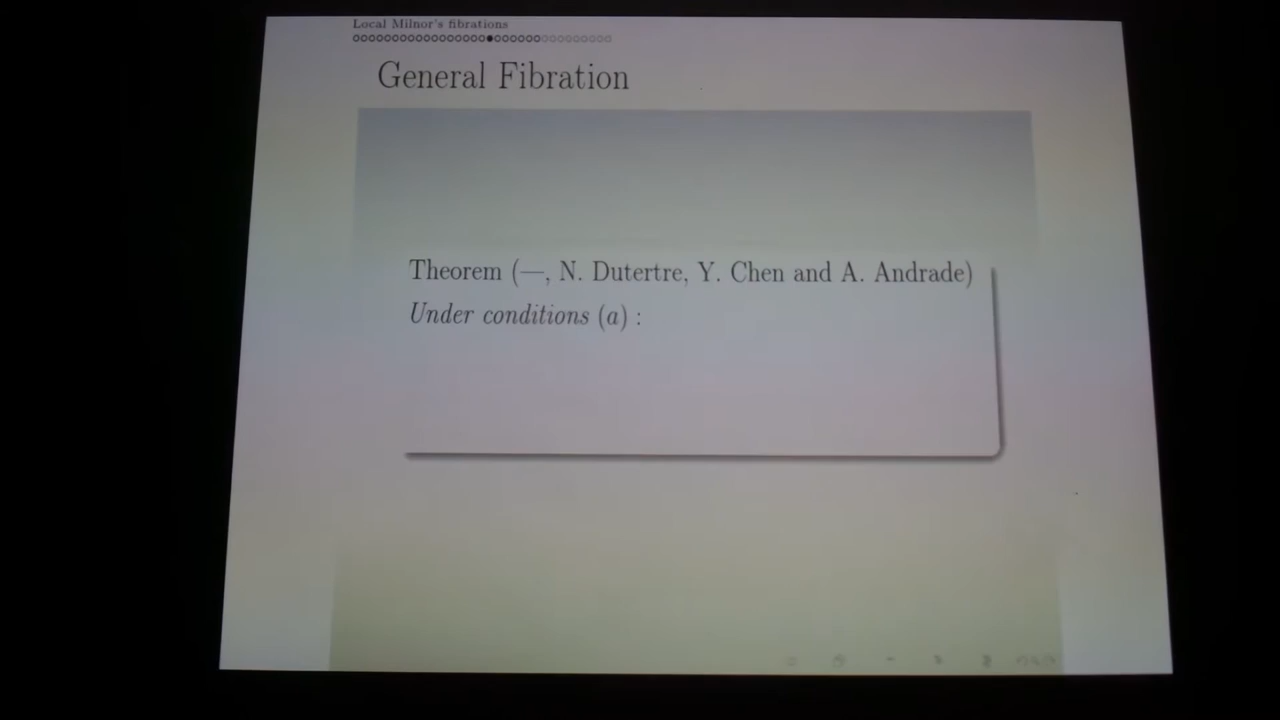 Local Milnor's fibrations
General Fibration
Theorem (—, N. Dutertre, Y. Chen and A. Andrade)
Under conditions (a) :